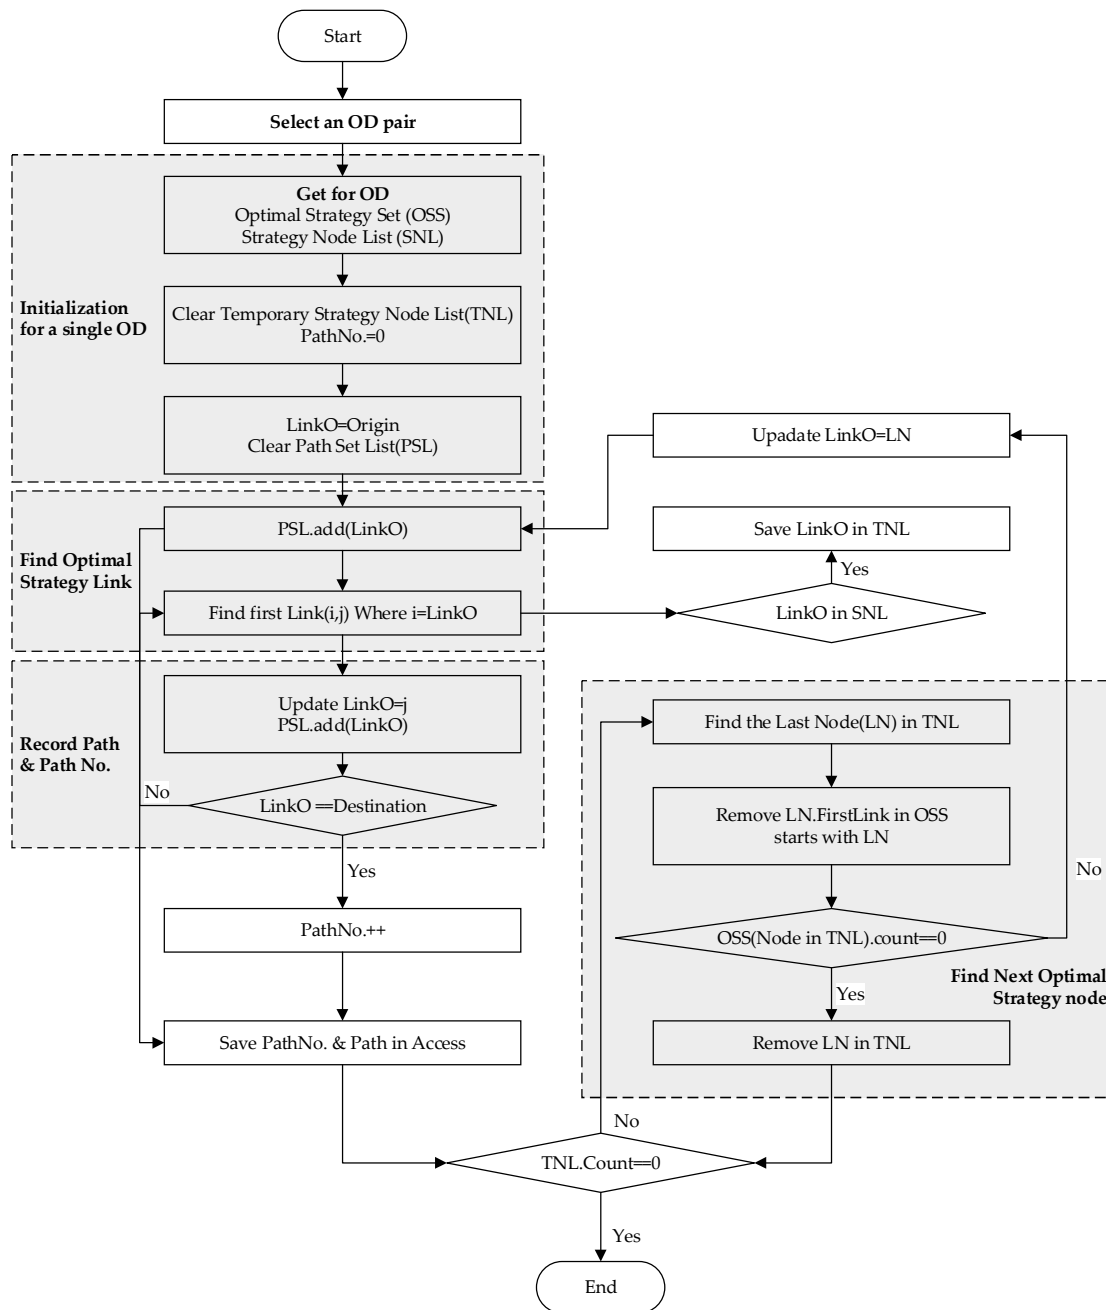 Start
Select an OD pair
Get for OD
Optimal Strategy Set (OSS)
Strategy Node List (SNL)
Initialization
for a single OD
Clear Temporary Strategy Node List(TNL)
PathNo.=0
LinkO=Origin
Clear Path Set List(PSL)
Upadate LinkO=LN
PSL.add(LinkO)
Save LinkO in TNL
Find Optimal
Strategy Link
Yes
Find first Link(i,j) Where i=LinkO
LinkO in SNL
Update LinkO=j
PSL.add(LinkO)
Record Path
& Path No.
Find the Last Node(LN) in TNL
No
LinkO ==Destination
Remove LN.FirstLink in OSS
starts with LN
Yes
No
PathNo.++
OSS(Node in TNL).count==0
Find Next Optimal
Strategy node
Yes
Save PathNo. & Path in Access
Remove LN in TNL
No
TNL.Count==0
Yes
End